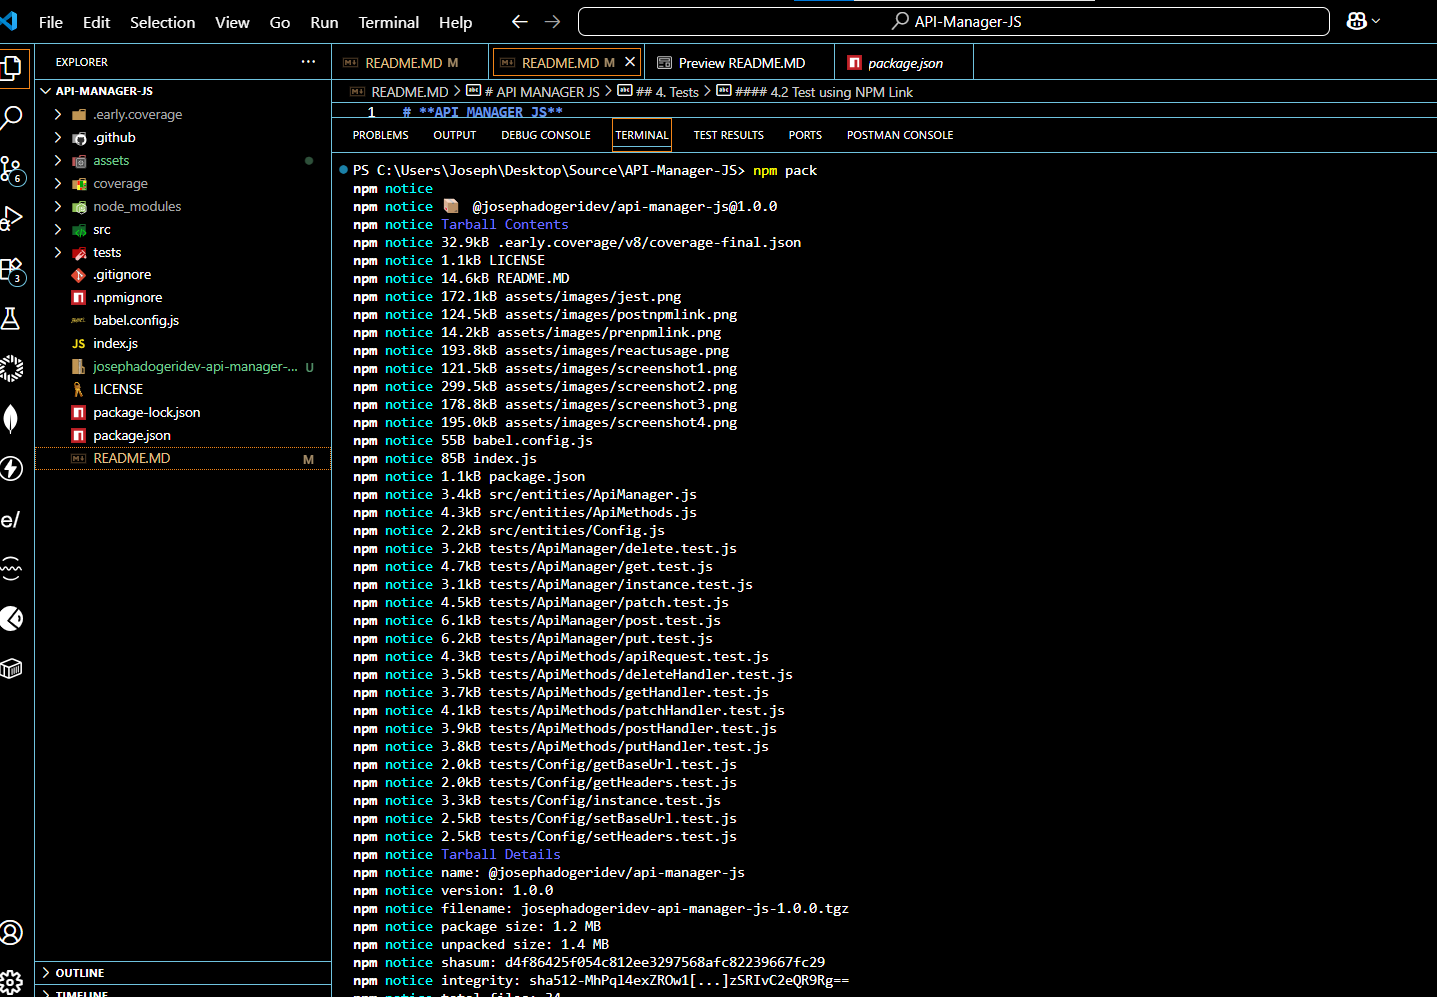 File Edit Selection View Go Run Terminal Help
API-Manager-JS
EXPLORER
API-MANAGER-JS
.early.coverage
.github
assets
coverage
node_modules
src
tests
.gitignore
.npmignore
babel.config.js
JS index.js
josephadogeridev-api-manager-... U
LICENSE
package-lock.json
package.json
README.MD M
OUTLINE
TIMELINE
6
3
e/
README.MD M
README.MD M
Preview README.MD
package.json
README.MD > # API MANAGER JS > ## 4. Tests > #### 4.2 Test using NPM Link
1 # **API MANAGER JS**
PROBLEMS OUTPUT DEBUG CONSOLE TERMINAL TEST RESULTS PORTS POSTMAN CONSOLE
PS C:\Users\Joseph\Desktop\Source\API-Manager-JS> npm pack
npm notice
npm notice 📦 @josephadogeridev/api-manager-js@1.0.0
npm notice Tarball Contents
npm notice 32.9kB .early.coverage/v8/coverage-final.json
npm notice 1.1kB LICENSE
npm notice 14.6kB README.MD
npm notice 172.1kB assets/images/jest.png
npm notice 124.5kB assets/images/postnpmlink.png
npm notice 14.2kB assets/images/prenpmlink.png
npm notice 193.8kB assets/images/reactusage.png
npm notice 121.5kB assets/images/screenshot1.png
npm notice 299.5kB assets/images/screenshot2.png
npm notice 178.8kB assets/images/screenshot3.png
npm notice 195.0kB assets/images/screenshot4.png
npm notice 55B babel.config.js
npm notice 85B index.js
npm notice 1.1kB package.json
npm notice 3.4kB src/entities/ApiManager.js
npm notice 4.3kB src/entities/ApiMethods.js
npm notice 2.2kB src/entities/Config.js
npm notice 3.2kB tests/ApiManager/delete.test.js
npm notice 4.7kB tests/ApiManager/get.test.js
npm notice 3.1kB tests/ApiManager/instance.test.js
npm notice 4.5kB tests/ApiManager/patch.test.js
npm notice 6.1kB tests/ApiManager/post.test.js
npm notice 6.2kB tests/ApiManager/put.test.js
npm notice 4.3kB tests/ApiMethods/apiRequest.test.js
npm notice 3.5kB tests/ApiMethods/deleteHandler.test.js
npm notice 3.7kB tests/ApiMethods/getHandler.test.js
npm notice 4.1kB tests/ApiMethods/patchHandler.test.js
npm notice 3.9kB tests/ApiMethods/postHandler.test.js
npm notice 3.8kB tests/ApiMethods/putHandler.test.js
npm notice 2.0kB tests/Config/getBaseUrl.test.js
npm notice 2.0kB tests/Config/getHeaders.test.js
npm notice 3.3kB tests/Config/instance.test.js
npm notice 2.5kB tests/Config/setBaseUrl.test.js
npm notice 2.5kB tests/Config/setHeaders.test.js
npm notice Tarball Details
npm notice name: @josephadogeridev/api-manager-js
npm notice version: 1.0.0
npm notice filename: josephadogeridev-api-manager-js-1.0.0.tgz
npm notice package size: 1.2 MB
npm notice unpacked size: 1.4 MB
npm notice shasum: d4f86425f054c812ee3297568afc82239667fc29
npm notice integrity: sha512-MhPql4exZROw1[...]zSRIvC2eQR9Rg==
npm notice total files: 34